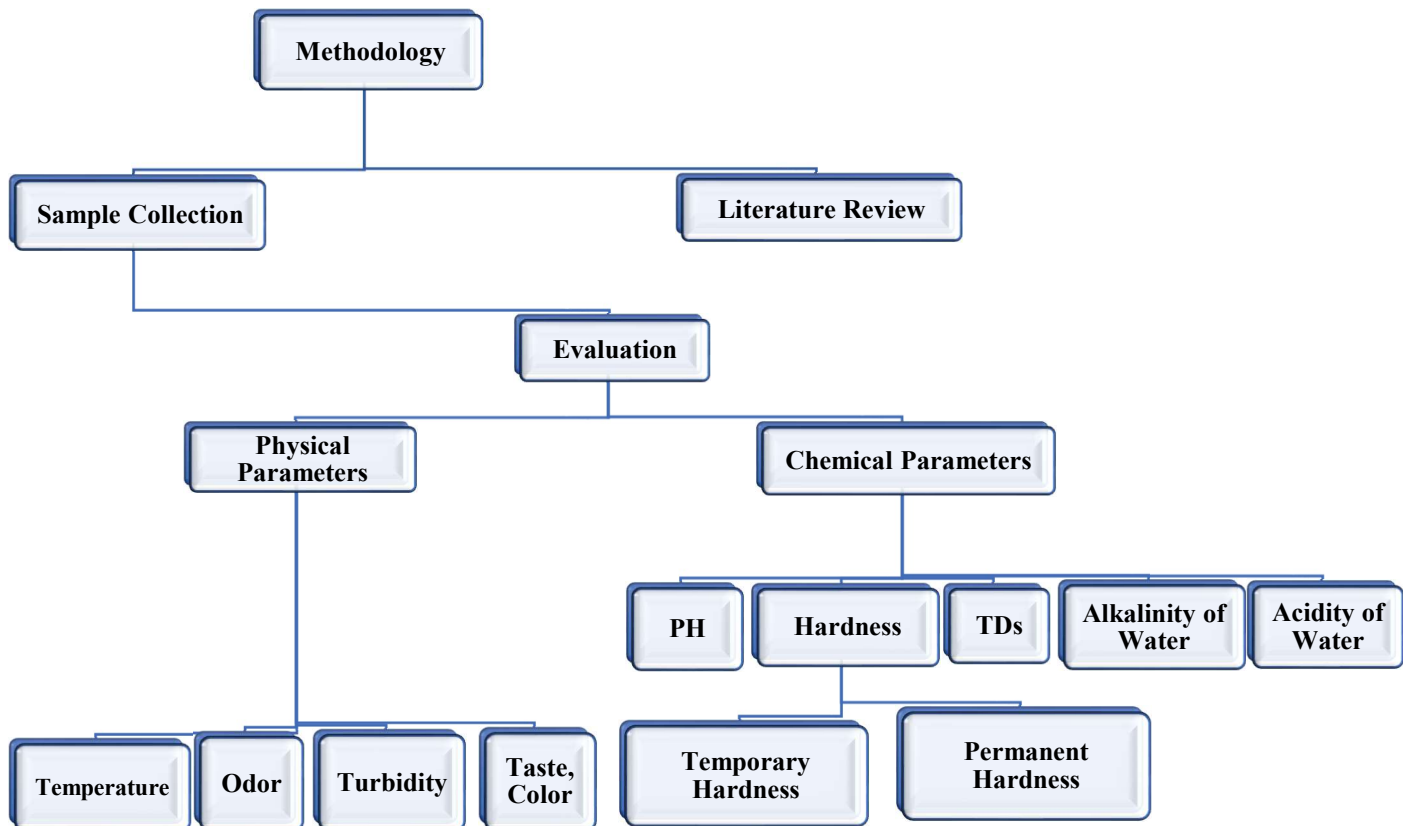 Methodology
Sample Collection
Literature Review
Evaluation
Physical
Parameters
Chemical Parameters
PH
Hardness
TDs
Alkalinity of
Water
Acidity of
Water
Temperature
Odor
Turbidity
Taste,
Color
Temporary
Hardness
Permanent
Hardness